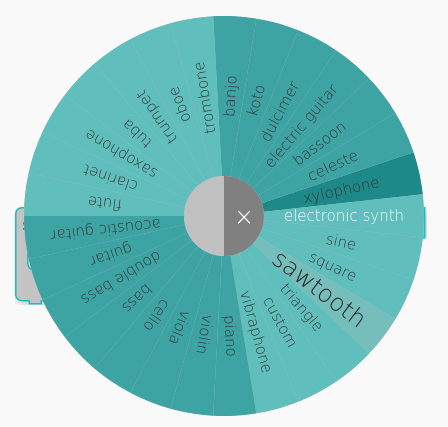 banjo
koto
dulcimer
electric guitar
bassoon
celeste
xylophone
electronic synth
sine
square
sawtooth
triangle
custom
vibraphone
piano
violin
viola
cello
bass
double bass
guitar
acoustic guitar
flute
clarinet
saxophone
tuba
trumpet
oboe
trombone